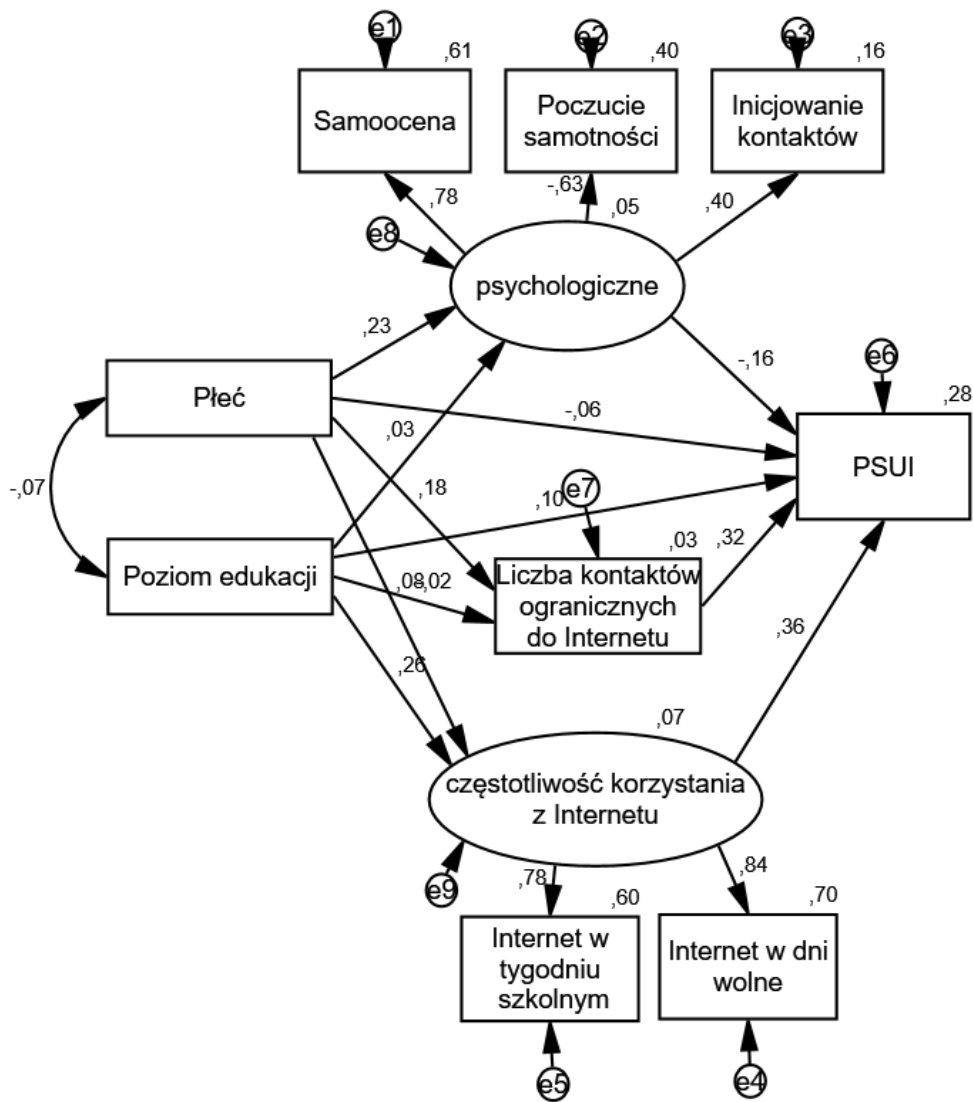 e1
e2
e3
,61
,40
,16
Samoocena
Poczucie
samotności
Inicjowanie
kontaktów
,78
-,63
,05
,40
e8
psychologiczne
,23
-,16
e6
Płeć
-,06
,28
,03
PSUI
-,07
,18
,10
e7
,03
,32
Poziom edukacji
Liczba kontaktów
ogranicznych
do Internetu
,08
-,02
,36
,26
,07
częstotliwość korzystania
z Internetu
e9
,78
,84
,60
,70
Internet w
tygodniu
szkolnym
Internet w dni
wolne
e5
e4